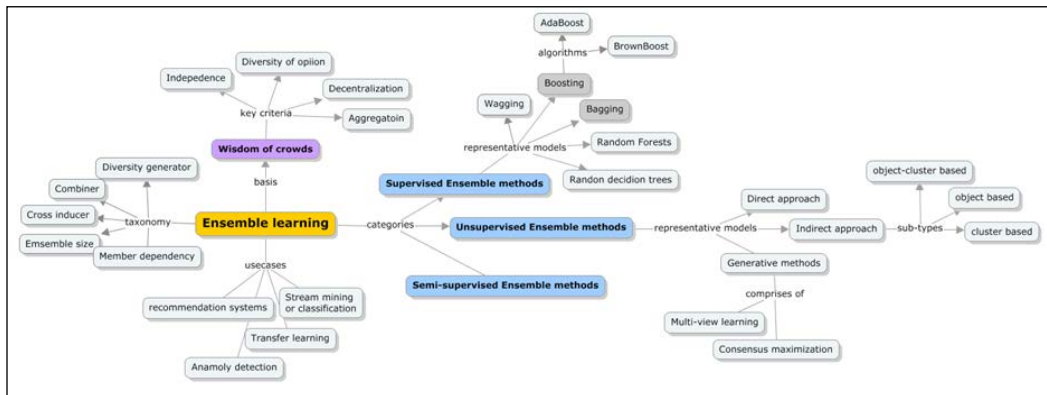 AdaBoost
BrownBoost
algorithms
Diversity of opiion
Indepedence
Boosting
Decentralization
Wagging
Bagging
key criteria
Aggregatoin
Random Forests
representative models
Wisdom of crowds
Diversity generator
Randon decidion trees
object-cluster based
Supervised Ensemble methods
basis
Combiner
Direct approach
object based
Cross inducer
taxonomy
Ensemble learning
categories
Unsupervised Ensemble methods
representative models
Indirect approach
sub-types
cluster based
Emsemble size
Member dependency
usecases
Generative methods
Semi-supervised Ensemble methods
comprises of
recommendation systems
Stream mining
or classification
Multi-view learning
Transfer learning
Consensus maximization
Anamoly detection